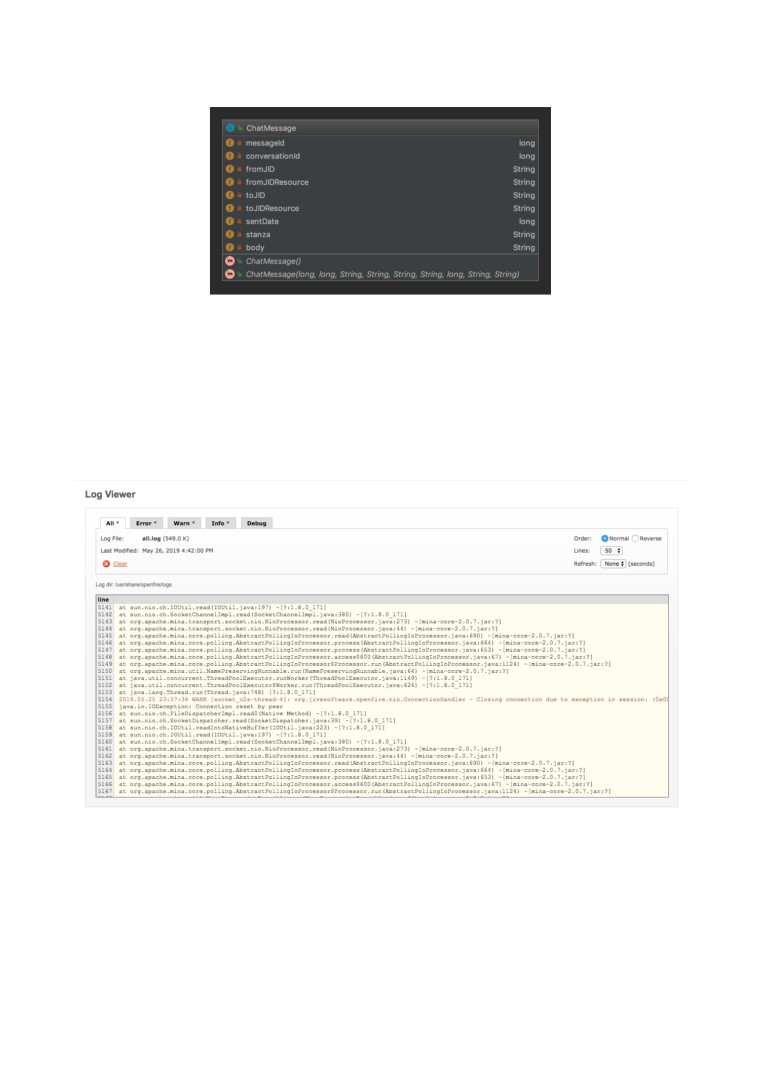 ChatMessage
messageId long
conversationId long
fromJID String
fromJIDResource String
toJID String
toJIDResource String
sentDate long
stanza String
body String
ChatMessage()
ChatMessage(long, long, String, String, String, String, long, String, String)
Log Viewer
All * Error * Warn * Info * Debug
Log File: all.log (549.0 K) Order: Normal Reverse
Last Modified: May 26, 2019 4:42:00 PM Lines: 50
Clear Refresh: None (seconds)
Log dir: /usr/share/openfire/logs
line
5141 at sun.nio.ch.IOUtil.read(IOUtil.java:197) ~[?:1.8.0_171]
5142 at sun.nio.ch.SocketChannelImpl.read(SocketChannelImpl.java:380) ~[?:1.8.0_171]
5143 at org.apache.mina.transport.socket.nio.NioProcessor.read(NioProcessor.java:273) ~[mina-core-2.0.7.jar:?]
5144 at org.apache.mina.transport.socket.nio.NioProcessor.read(NioProcessor.java:44) ~[mina-core-2.0.7.jar:?]
5145 at org.apache.mina.core.polling.AbstractPollingIoProcessor.read(AbstractPollingIoProcessor.java:690) ~[mina-core-2.0.7.jar:?]
5146 at org.apache.mina.core.polling.AbstractPollingIoProcessor.process(AbstractPollingIoProcessor.java:664) ~[mina-core-2.0.7.jar:?]
5147 at org.apache.mina.core.polling.AbstractPollingIoProcessor.process(AbstractPollingIoProcessor.java:653) ~[mina-core-2.0.7.jar:?]
5148 at org.apache.mina.core.polling.AbstractPollingIoProcessor.access$600(AbstractPollingIoProcessor.java:67) ~[mina-core-2.0.7.jar:?]
5149 at org.apache.mina.core.polling.AbstractPollingIoProcessor$Processor.run(AbstractPollingIoProcessor.java:1124) ~[mina-core-2.0.7.jar:?]
5150 at org.apache.mina.util.NamePreservingRunnable.run(NamePreservingRunnable.java:64) ~[mina-core-2.0.7.jar:?]
5151 at java.util.concurrent.ThreadPoolExecutor.runWorker(ThreadPoolExecutor.java:1149) ~[?:1.8.0_171]
5152 at java.util.concurrent.ThreadPoolExecutor$Worker.run(ThreadPoolExecutor.java:624) ~[?:1.8.0_171]
5153 at java.lang.Thread.run(Thread.java:748) [?:1.8.0_171]
5154 2019.05.25 23:57:36 WARN [socket_c2s-thread-4]: org.jivesoftware.openfire.nio.ConnectionHandler - Closing connection due to exception in session: (0x00
5155 java.io.IOException: Connection reset by peer
5156 at sun.nio.ch.FileDispatcherImpl.read0(Native Method) ~[?:1.8.0_171]
5157 at sun.nio.ch.SocketDispatcher.read(SocketDispatcher.java:39) ~[?:1.8.0_171]
5158 at sun.nio.ch.IOUtil.readIntoNativeBuffer(IOUtil.java:223) ~[?:1.8.0_171]
5159 at sun.nio.ch.IOUtil.read(IOUtil.java:197) ~[?:1.8.0_171]
5160 at sun.nio.ch.SocketChannelImpl.read(SocketChannelImpl.java:380) ~[?:1.8.0_171]
5161 at org.apache.mina.transport.socket.nio.NioProcessor.read(NioProcessor.java:273) ~[mina-core-2.0.7.jar:?]
5162 at org.apache.mina.transport.socket.nio.NioProcessor.read(NioProcessor.java:44) ~[mina-core-2.0.7.jar:?]
5163 at org.apache.mina.core.polling.AbstractPollingIoProcessor.read(AbstractPollingIoProcessor.java:690) ~[mina-core-2.0.7.jar:?]
5164 at org.apache.mina.core.polling.AbstractPollingIoProcessor.process(AbstractPollingIoProcessor.java:664) ~[mina-core-2.0.7.jar:?]
5165 at org.apache.mina.core.polling.AbstractPollingIoProcessor.process(AbstractPollingIoProcessor.java:653) ~[mina-core-2.0.7.jar:?]
5166 at org.apache.mina.core.polling.AbstractPollingIoProcessor.access$600(AbstractPollingIoProcessor.java:67) ~[mina-core-2.0.7.jar:?]
5167 at org.apache.mina.core.polling.AbstractPollingIoProcessor$Processor.run(AbstractPollingIoProcessor.java:1124) ~[mina-core-2.0.7.jar:?]